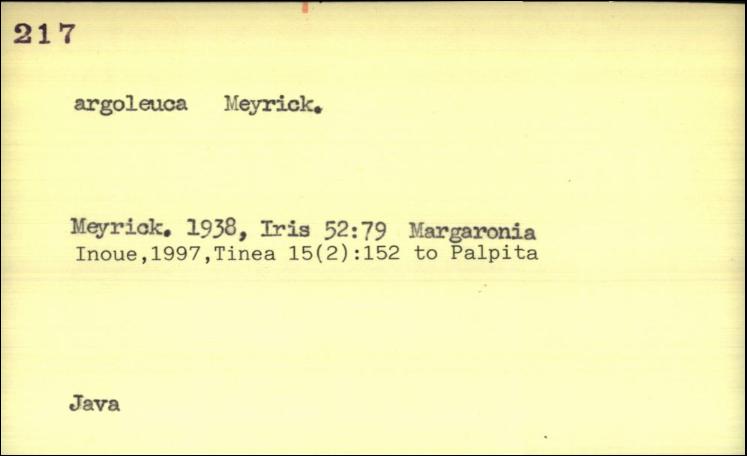 217
argoleuca Meyrick.
Meyrick. 1938, Iris 52:79 Margaronia
Inoue,1997,Tinea 15(2):152 to Palpita
Java